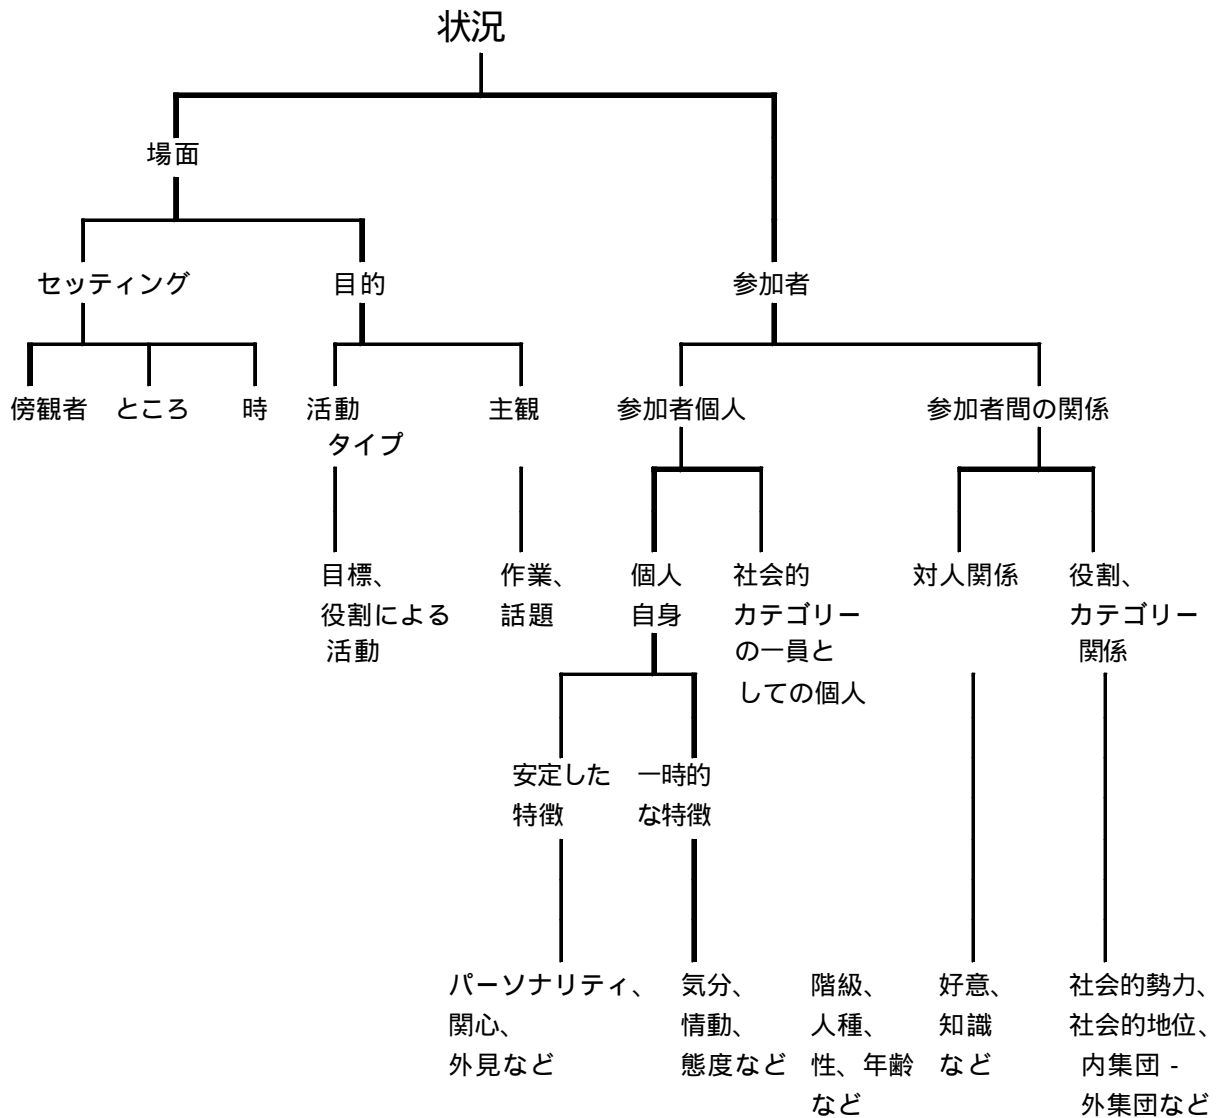 状況
場面
セッティング
目的
参加者
傍観者
ところ
時
活動
タイプ
主観
参加者個人
参加者間の関係
目標、
役割による
活動
作業、
話題
個人
自身
社会的
カテゴリー
の一員と
しての個人
対人関係
役割、
カテゴリー
関係
安定した
特徴
一時的
な特徴
パーソナリティ、
関心、
外見など
気分、
情動、
態度など
階級、
人種、
性、年齢
など
好意、
知識
など
社会的勢力、
社会的地位、
内集団 -
外集団など